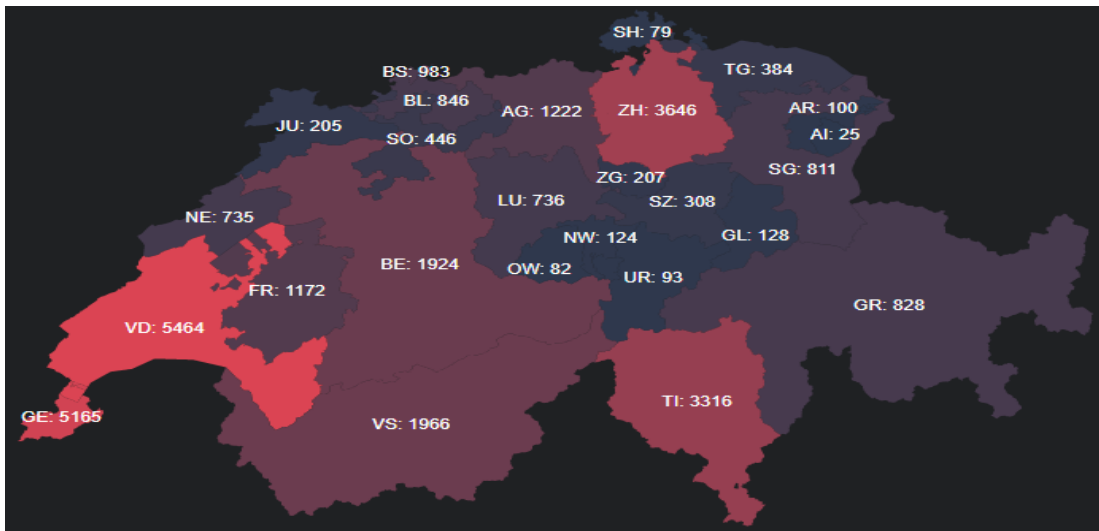 SH: 79
BS: 983
TG: 384
BL: 846
AG: 1222
ZH: 3646
AR: 100
JU: 205
SO: 446
AI: 25
ZG: 207
SG: 811
LU: 736
SZ: 308
NE: 735
NW: 124
GL: 128
BE: 1924
OW: 82
UR: 93
FR: 1172
GR: 828
VD: 5464
TI: 3316
GE: 5165
VS: 1966